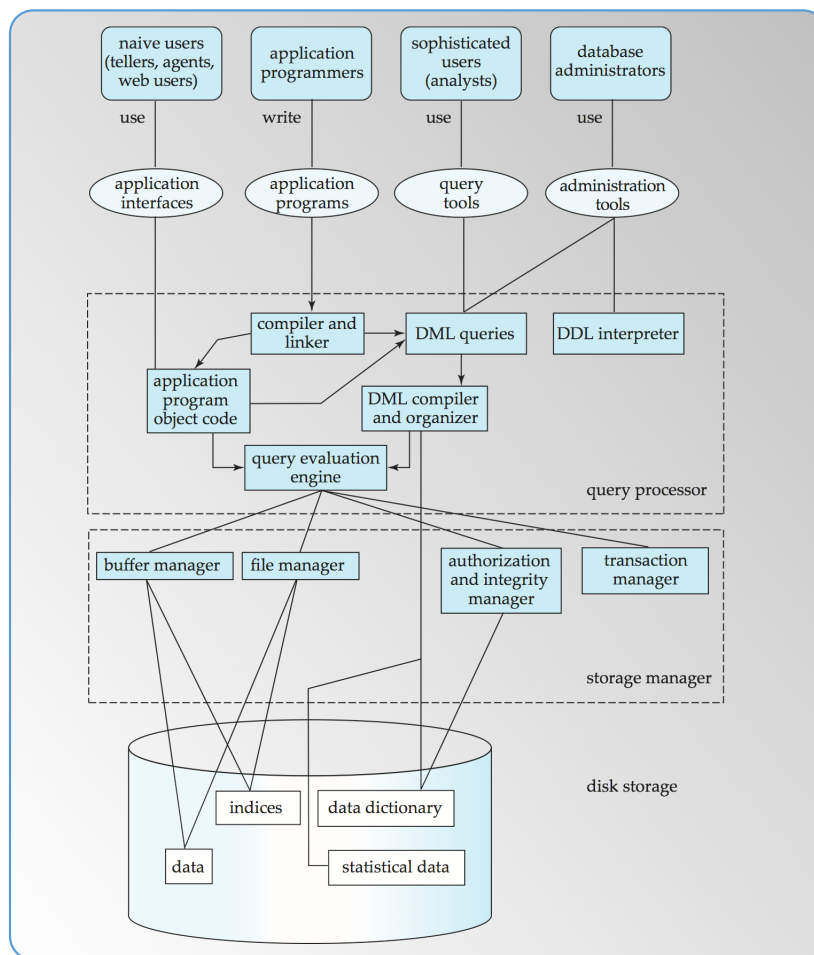 naive users
(tellers, agents,
web users)
application
programmers
sophisticated
users
(analysts)
database
administrators
use
write
use
use
application
interfaces
application
programs
query
tools
administration
tools
compiler and
linker
DML queries
DDL interpreter
application
program
object code
DML compiler
and organizer
query evaluation
engine
query processor
buffer manager
file manager
authorization
and integrity
manager
transaction
manager
storage manager
disk storage
indices
data dictionary
data
statistical data